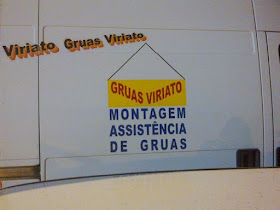 Viriato Gruas Viriato
GRUAS VIRIATO
MONTAGEM
ASSISTÊNCIA
DE GRUAS